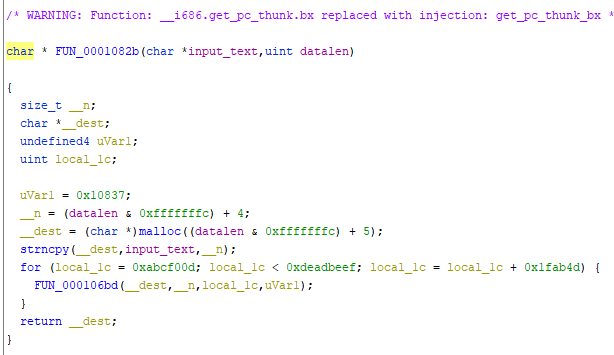 /* WARNING: Function: __i686.get_pc_thunk.bx replaced with injection: get_pc_thunk_bx *
char * FUN_0001082b(char *input_text,uint datalen)
{
size_t __n;
char *__dest;
undefined4 uVar1;
uint local_1c;
uVar1 = 0x10837;
__n = (datalen & 0xfffffffc) + 4;
__dest = (char *)malloc((datalen & 0xfffffffc) + 5);
strncpy(__dest,input_text,__n);
for (local_1c = 0xabcf00d; local_1c < 0xdeadbeef; local_1c = local_1c + 0x1fab4d) {
FUN_000106bd(__dest,__n,local_1c,uVar1);
}
return __dest;
}